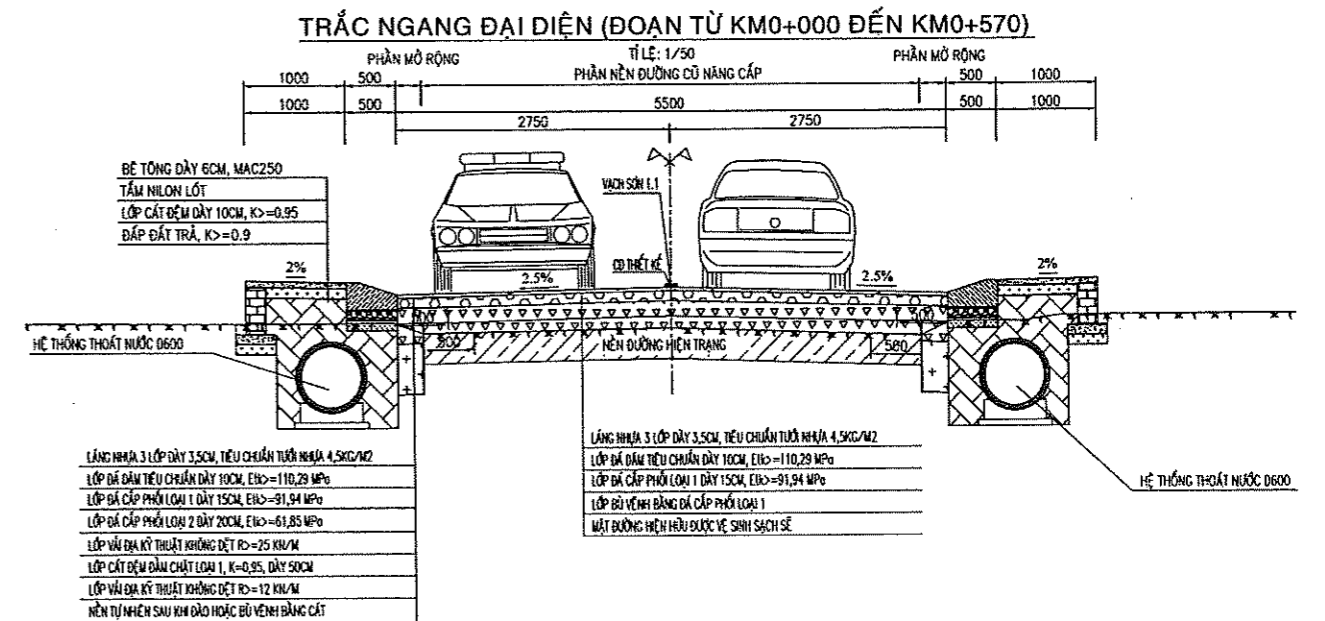 TRẮC NGANG ĐẠI DIỆN (ĐOẠN TỪ KM0+000 ĐẾN KM0+570)
TỈ LỆ: 1/50
PHẦN MỞ RỘNG
PHẦN NỀN ĐƯỜNG CŨ NÂNG CẤP
PHẦN MỞ RỘNG
1000 500 500 1000
1000 500 5500 500 1000
2750 2750
BÊ TÔNG DÀY 6CM, MAC250
TẤM NILON LÓT
LỚP CÁT ĐỆM DÀY 10CM, K>=0.95
ĐẮP ĐẤT TRẢ, K>=0.9
VẠCH SƠN 1.1
CĐ THIẾT KẾ
2% 2.5% 2.5% 2%
NỀN ĐƯỜNG HIỆN TRẠNG
HỆ THỐNG THOÁT NƯỚC D600
LÁNG NHỰA 3 LỚP DÀY 3,5CM, TIÊU CHUẨN TƯỚI NHỰA 4,5KG/M2
LỚP ĐÁ DĂM TIÊU CHUẨN DÀY 10CM, Etk>=110,29 MPa
LỚP ĐÁ CẤP PHỐI LOẠI 1 DÀY 15CM, Etk>=91,94 MPa
LỚP ĐÁ CẤP PHỐI LOẠI 2 DÀY 20CM, Etk>=61,85 MPa
LỚP VẢI ĐỊA KỸ THUẬT KHÔNG DỆT R>=25 KN/M
LỚP CÁT ĐỆM ĐẦM CHẶT LOẠI 1, K=0,95, DÀY 50CM
LỚP VẢI ĐỊA KỸ THUẬT KHÔNG DỆT R>=12 KN/M
NỀN TỰ NHIÊN SAU KHI ĐÀO HOẶC BÙ VÊNH BẰNG CÁT
LÁNG NHỰA 3 LỚP DÀY 3,5CM, TIÊU CHUẨN TƯỚI NHỰA 4,5KG/M2
LỚP ĐÁ DĂM TIÊU CHUẨN DÀY 10CM, Etk>=110,29 MPa
LỚP ĐÁ CẤP PHỐI LOẠI 1 DÀY 15CM, Etk>=91,94 MPa
LỚP BÙ VÊNH BẰNG ĐÁ CẤP PHỐI LOẠI 1
MẶT ĐƯỜNG HIỆN HỮU ĐƯỢC VỆ SINH SẠCH SẼ
HỆ THỐNG THOÁT NƯỚC D600